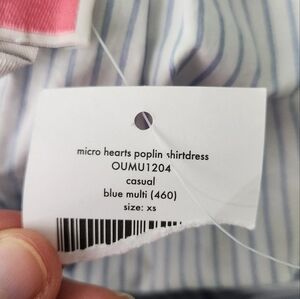 micro hearts poplin shirtdress
OUMU1204
casual
blue multi (460)
size: xs